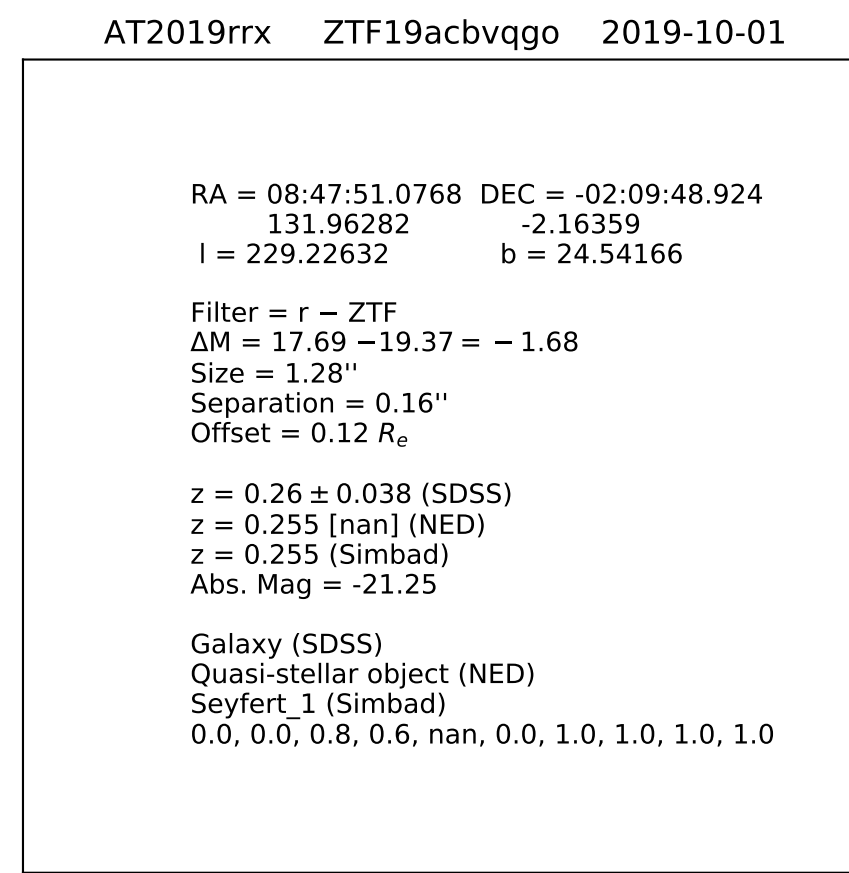 AT2019rrx ZTF19acbvqgo 2019-10-01
RA = 08:47:51.0768 DEC = -02:09:48.924
131.96282 -2.16359
l = 229.22632 b = 24.54166
Filter = r − ZTF
ΔM = 17.69 −19.37 = − 1.68
Size = 1.28''
Separation = 0.16''
Offset = 0.12 Re
z = 0.26 ± 0.038 (SDSS)
z = 0.255 [nan] (NED)
z = 0.255 (Simbad)
Abs. Mag = -21.25
Galaxy (SDSS)
Quasi-stellar object (NED)
Seyfert_1 (Simbad)
0.0, 0.0, 0.8, 0.6, nan, 0.0, 1.0, 1.0, 1.0, 1.0